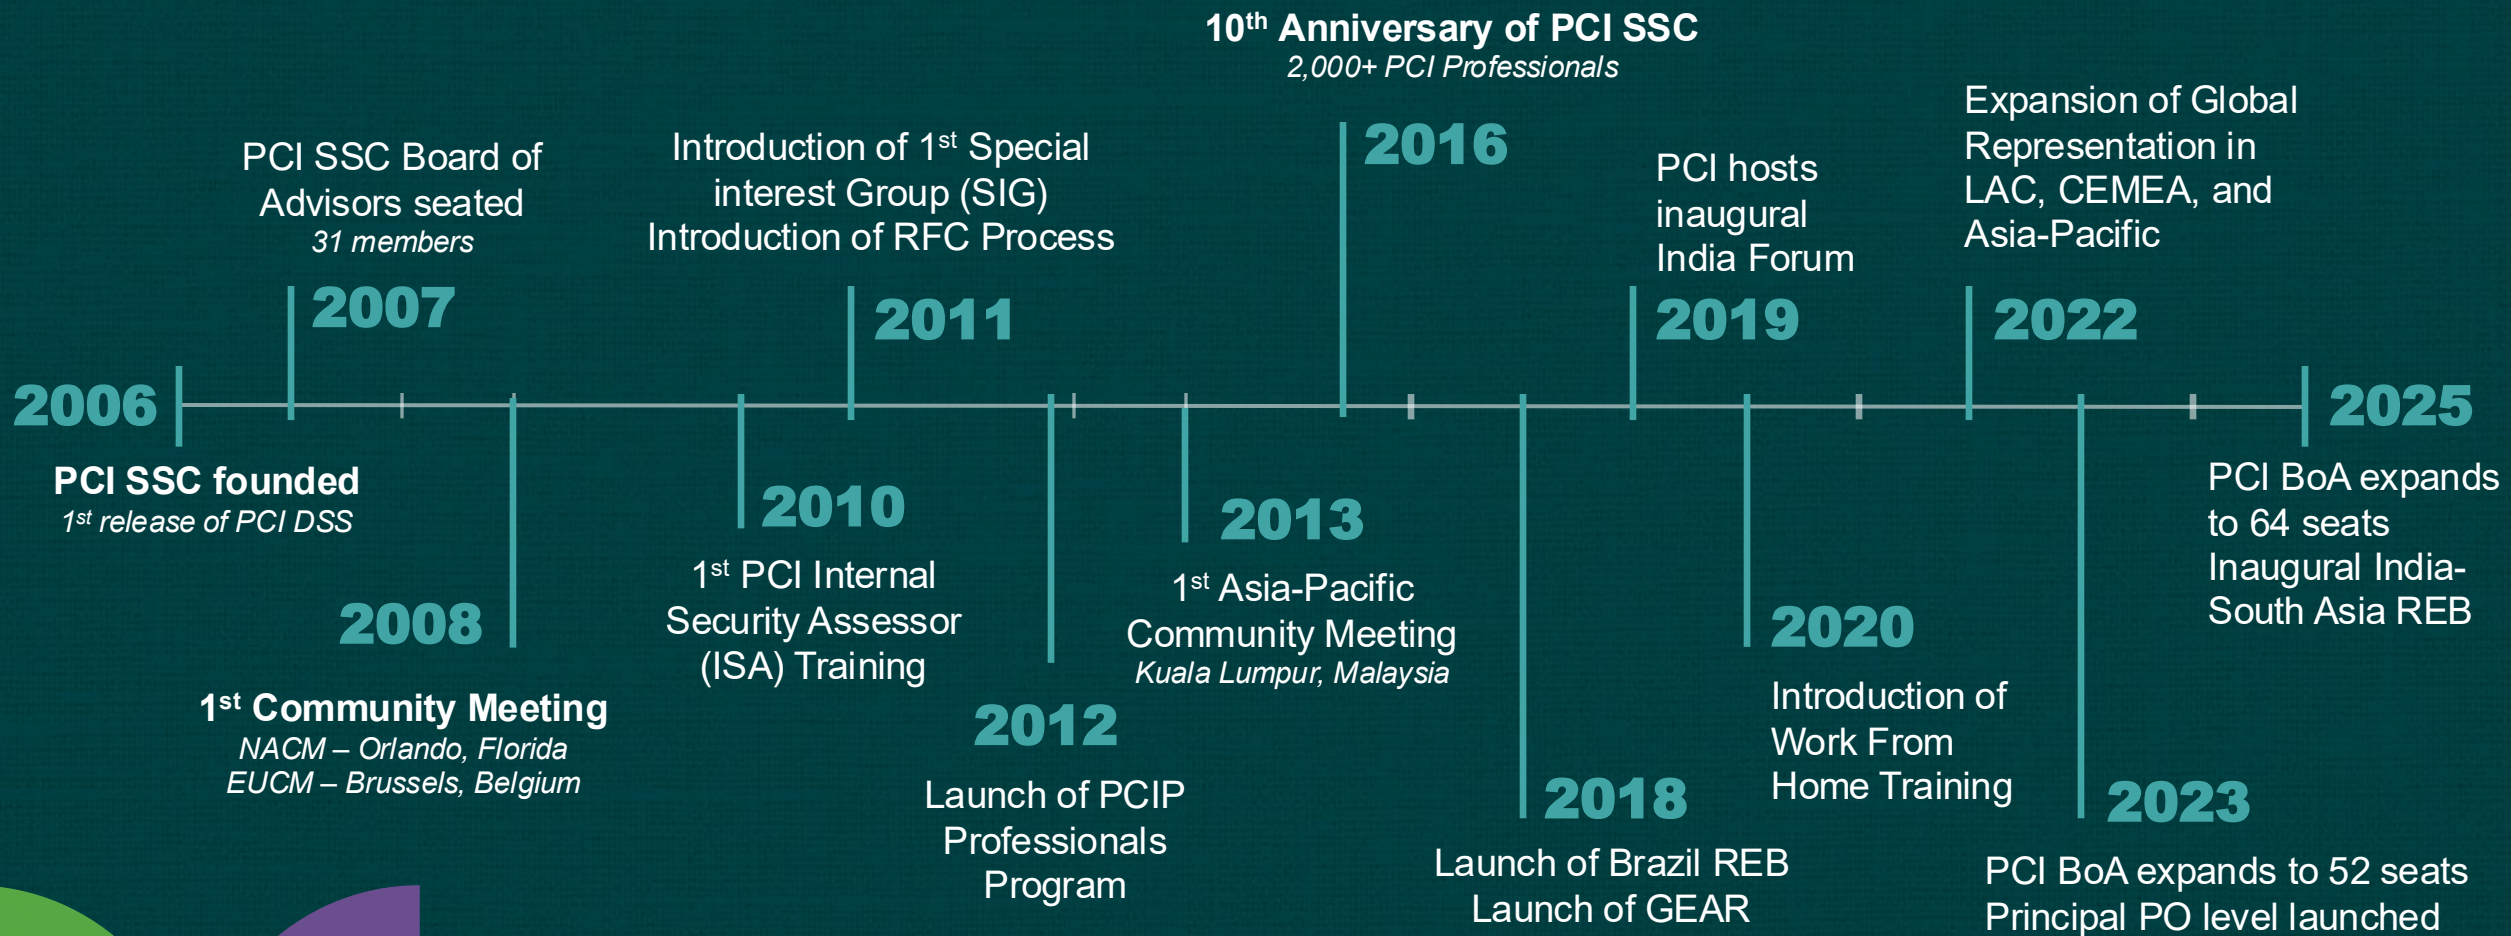 2006
PCI SSC founded
1st release of PCI DSS
PCI SSC Board of
Advisors seated
31 members
2007
2008
1st Community Meeting
NACM – Orlando, Florida
EUCM – Brussels, Belgium
2010
1st PCI Internal
Security Assessor
(ISA) Training
Introduction of 1st Special
interest Group (SIG)
Introduction of RFC Process
2011
2012
Launch of PCIP
Professionals
Program
2013
1st Asia-Pacific
Community Meeting
Kuala Lumpur, Malaysia
10th Anniversary of PCI SSC
2,000+ PCI Professionals
2016
2018
Launch of Brazil REB
Launch of GEAR
PCI hosts
inaugural
India Forum
2019
2020
Introduction of
Work From
Home Training
Expansion of Global
Representation in
LAC, CEMEA, and
Asia-Pacific
2022
2023
PCI BoA expands to 52 seats
Principal PO level launched
2025
PCI BoA expands
to 64 seats
Inaugural India-
South Asia REB